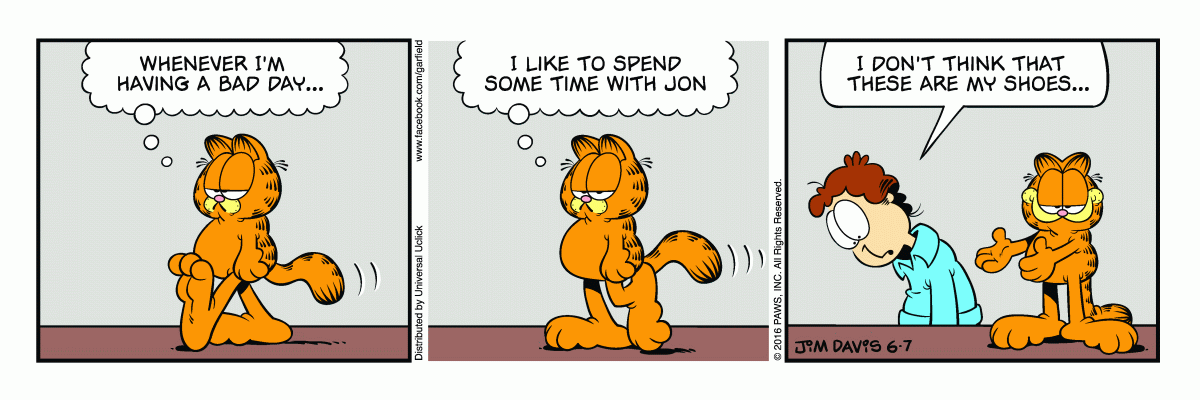 WHENEVER I'M
HAVING A BAD DAY...
www.facebook.com/garfield
Distributed by Universal Uclick
I LIKE TO SPEND
SOME TIME WITH JON
© 2016 PAWS, INC. All Rights Reserved.
I DON'T THINK THAT
THESE ARE MY SHOES...
JIM DAVIS 6-7